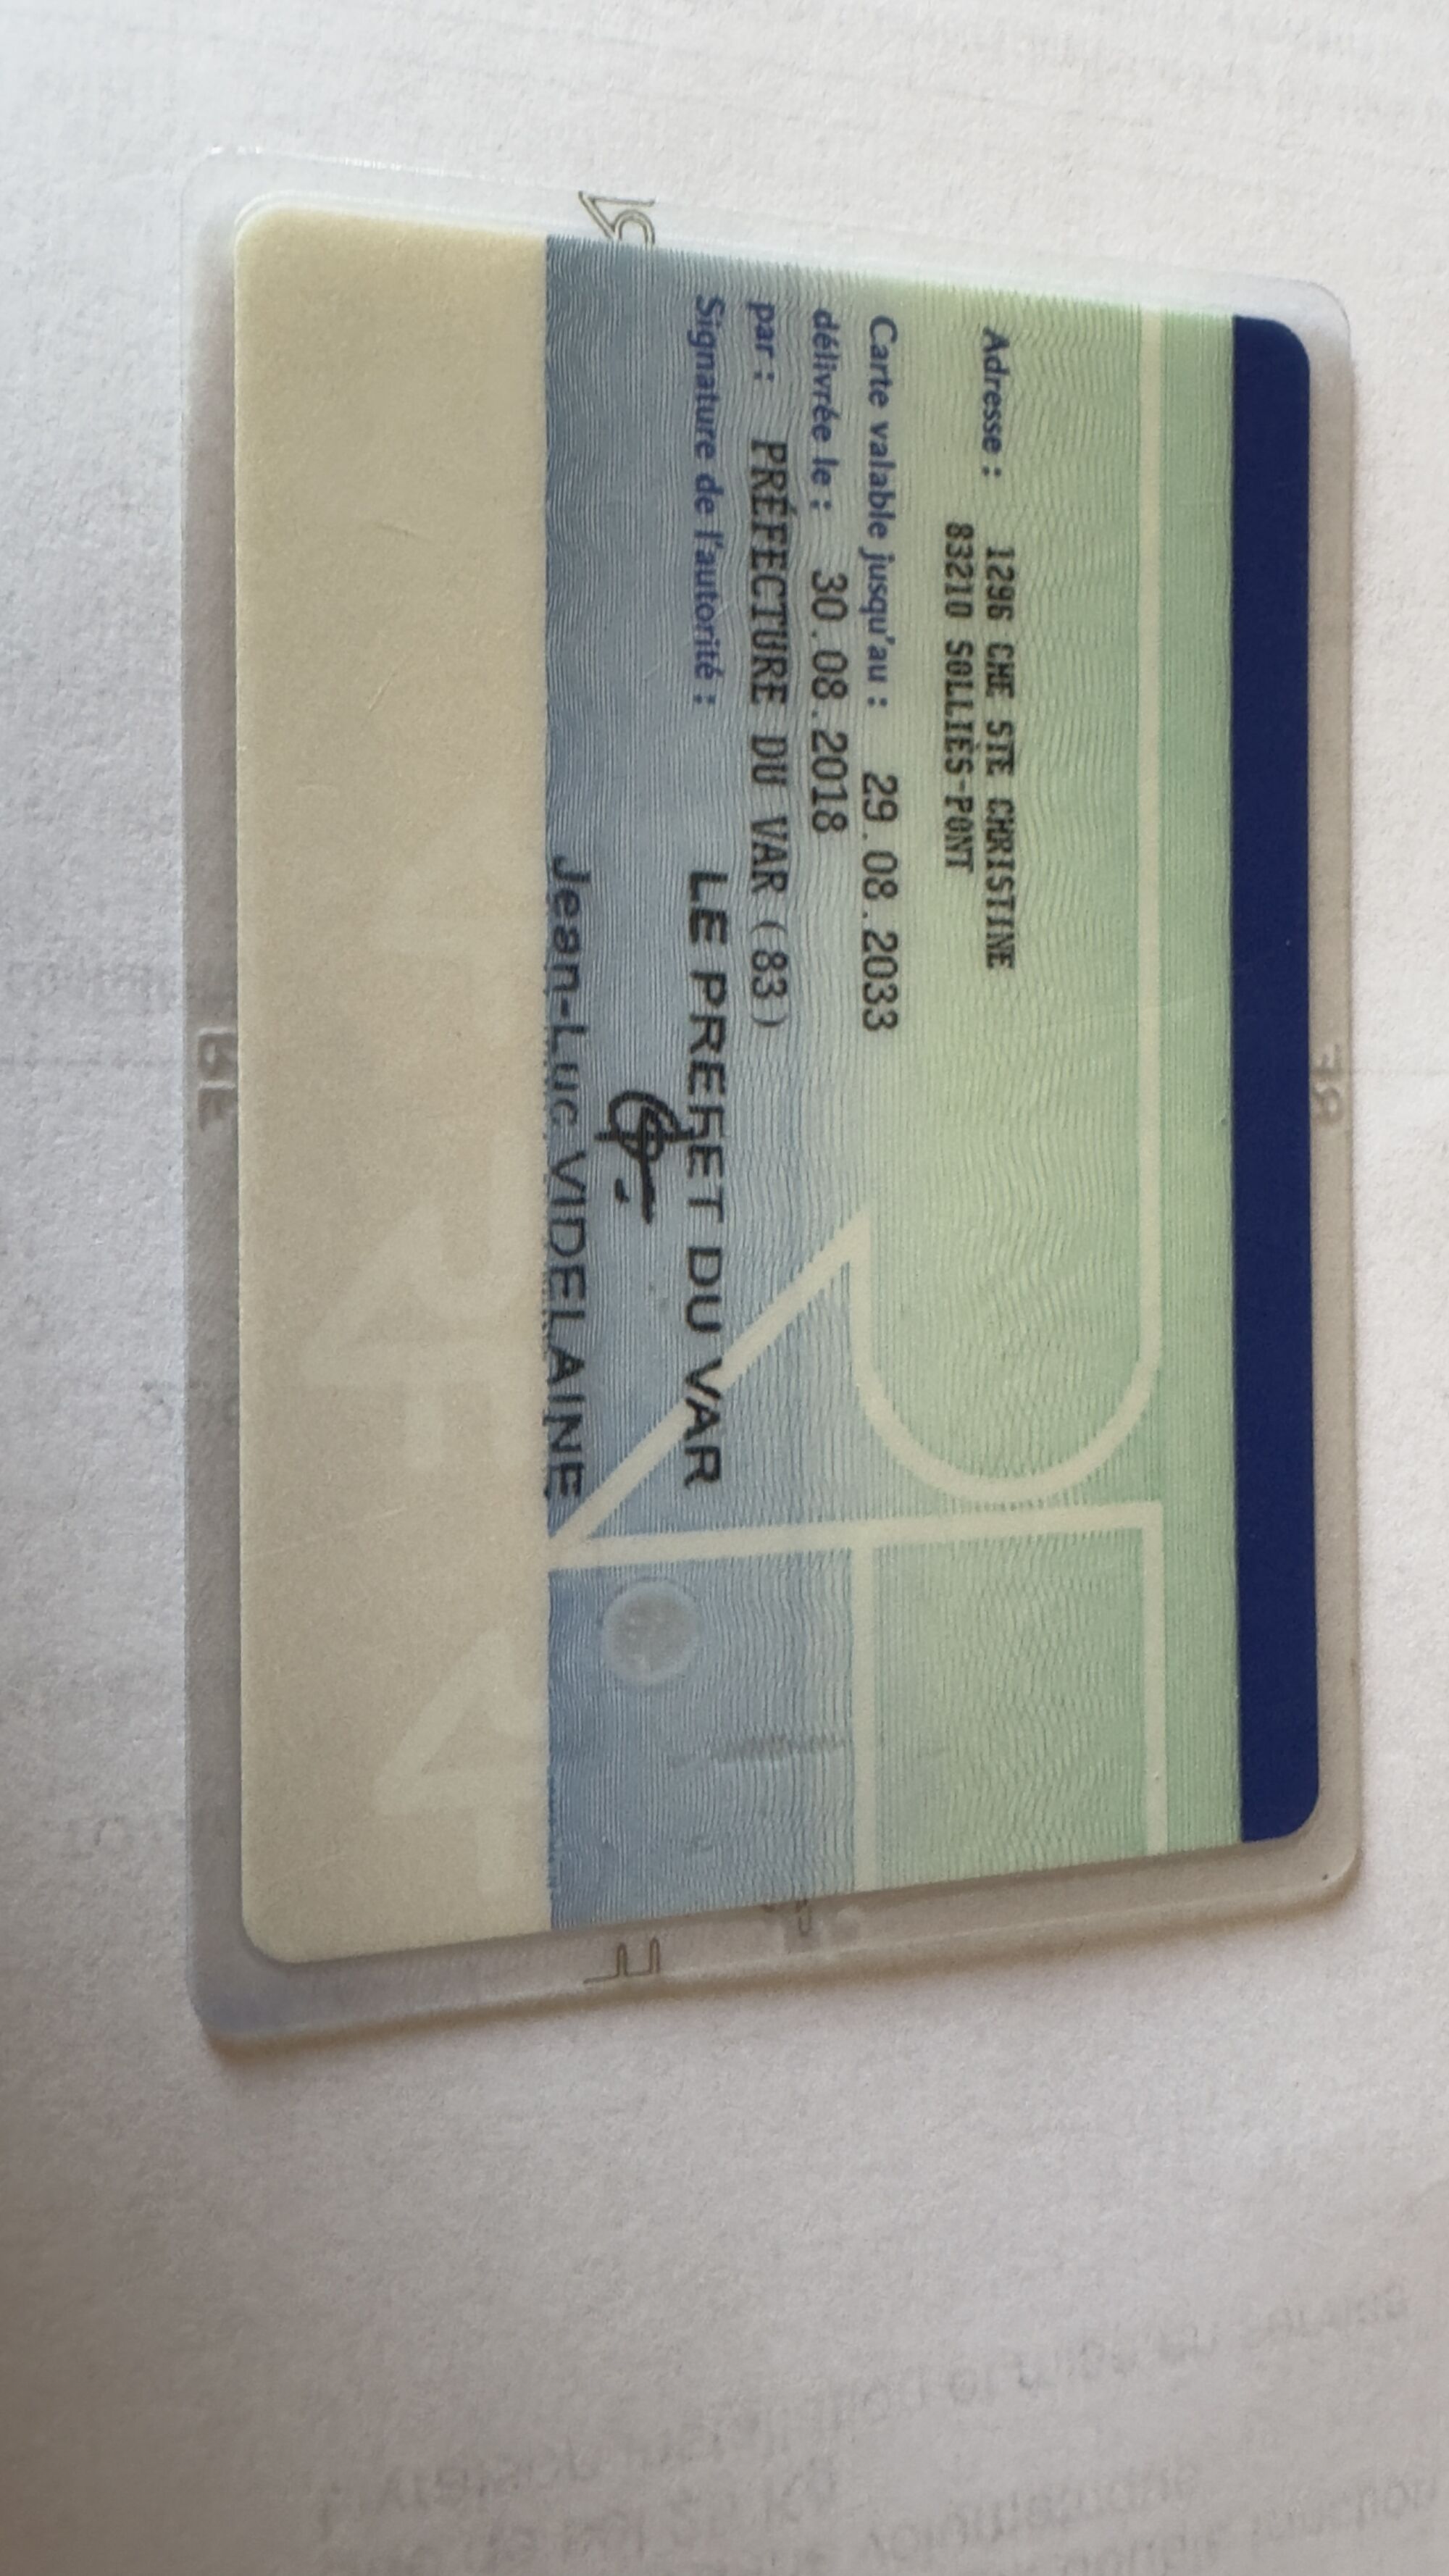 Adresse : 1296 CHE STE CHRISTINE
83210 SOLLIÈS-PONT
Carte valable jusqu'au : 29.08.2033
délivrée le : 30.08.2018
par : PRÉFECTURE DU VAR (83)
Signature de l'autorité :
LE PREFET DU VAR
Jean-Luc VIDELAINE